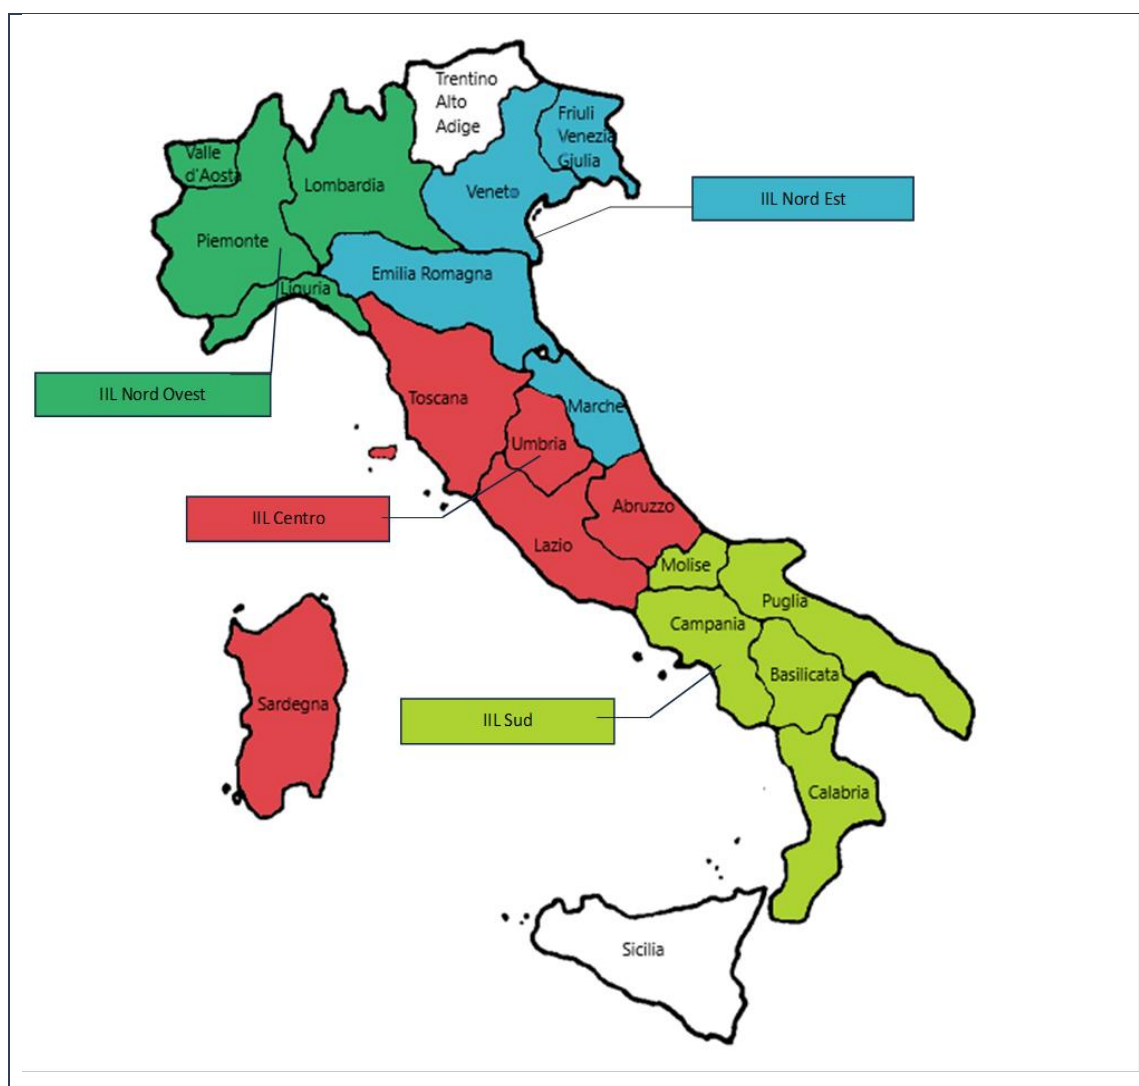 Trentino
Alto
Adige
Friuli
Venezia
Giulia
Valle
d'Aosta
Lombardia
Veneto
IIL Nord Est
Piemonte
Emilia Romagna
Liguria
IIL Nord Ovest
Toscana
Marche
Umbria
IIL Centro
Abruzzo
Lazio
Molise
Puglia
Campania
Basilicata
Sardegna
IIL Sud
Calabria
Sicilia